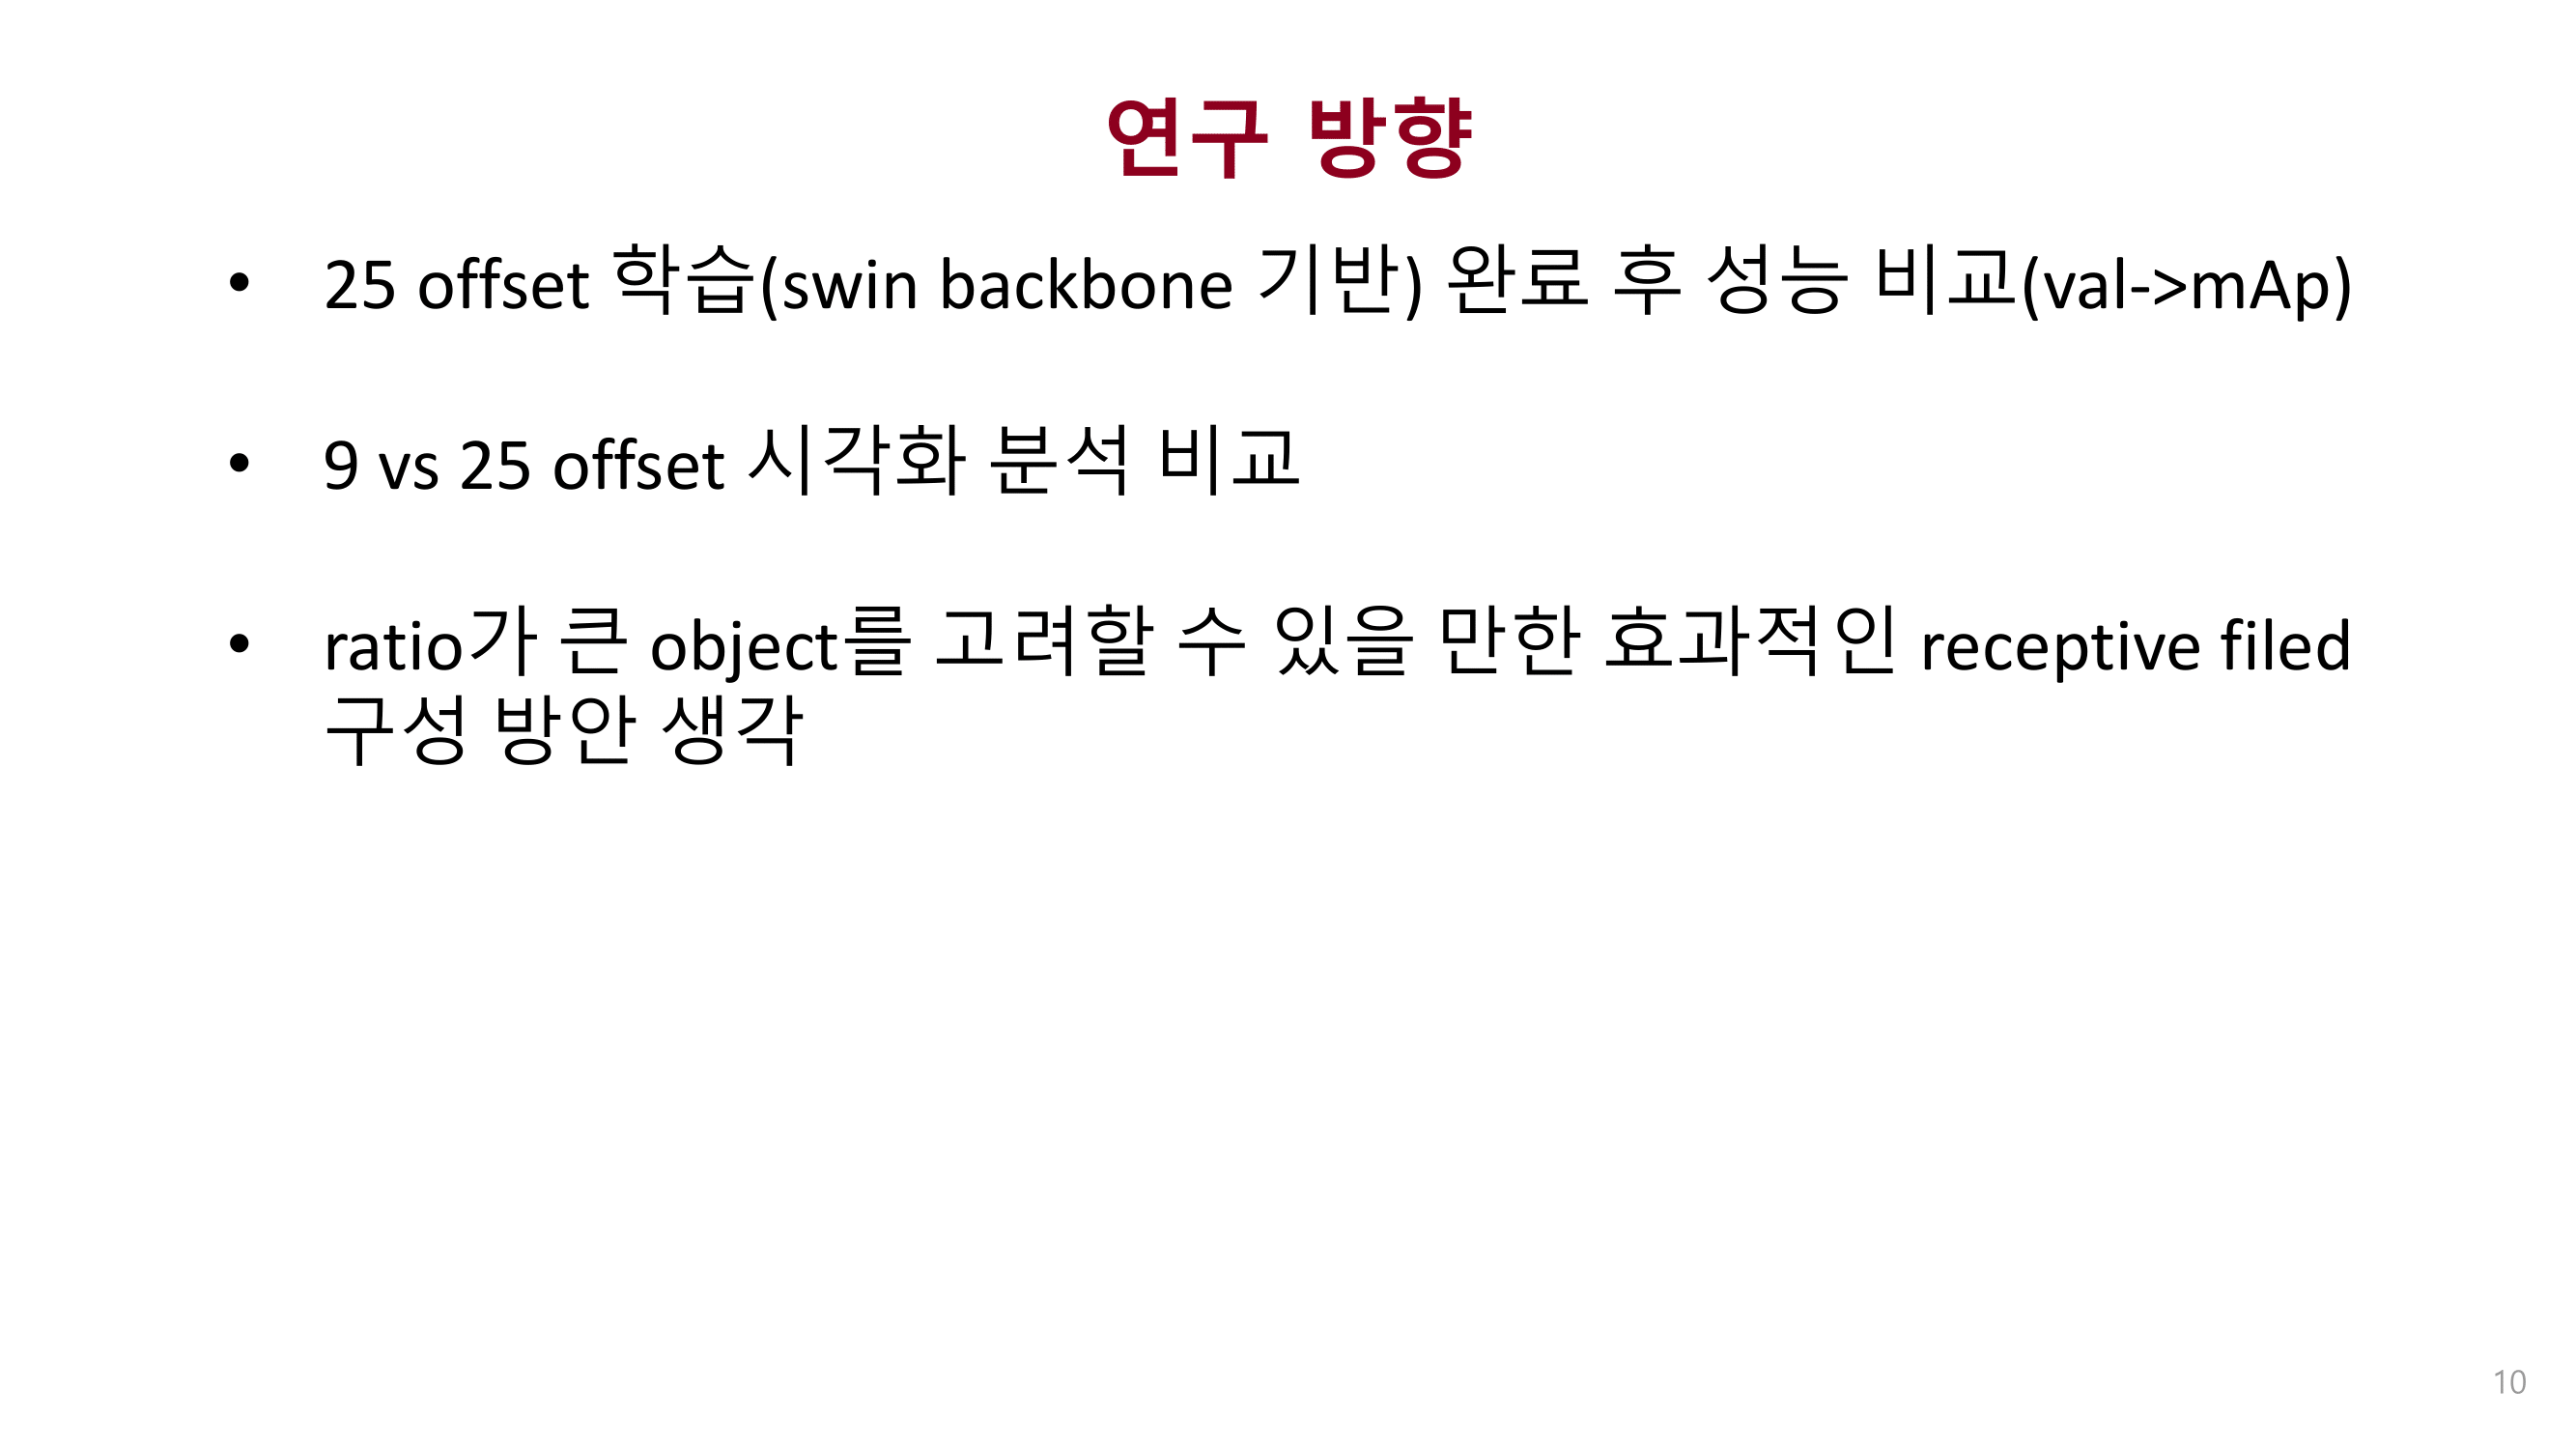 연구 방향
• 25 offset 학습(swin backbone 기반) 완료 후 성능 비교(val->mAp)
• 9 vs 25 offset 시각화 분석 비교
• ratio가 큰 object를 고려할 수 있을 만한 효과적인 receptive filed
구성 방안 생각
10